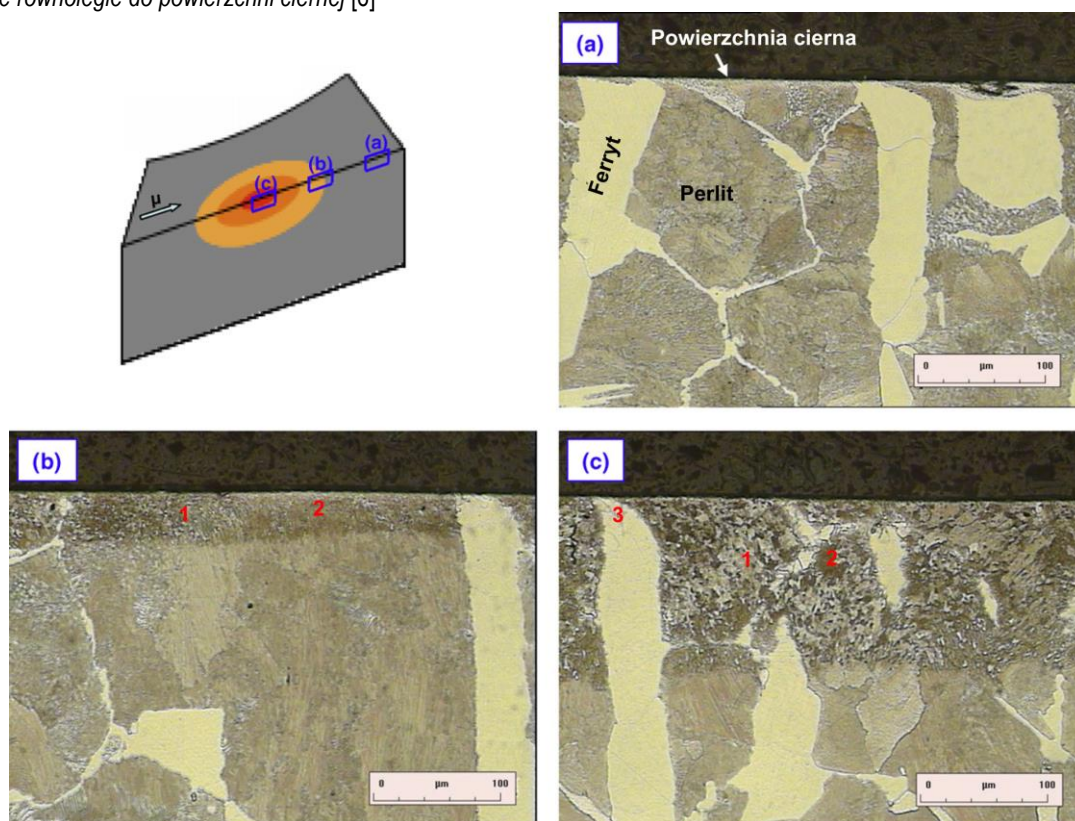 e równolegle do powierzchni ciernej [6]
(a)
(b)
(c)
μ
(a)
Powierzchnia cierna
Ferryt
Perlit
0 μm 100
(b)
1
2
0 μm 100
(c)
3
1
2
0 μm 100